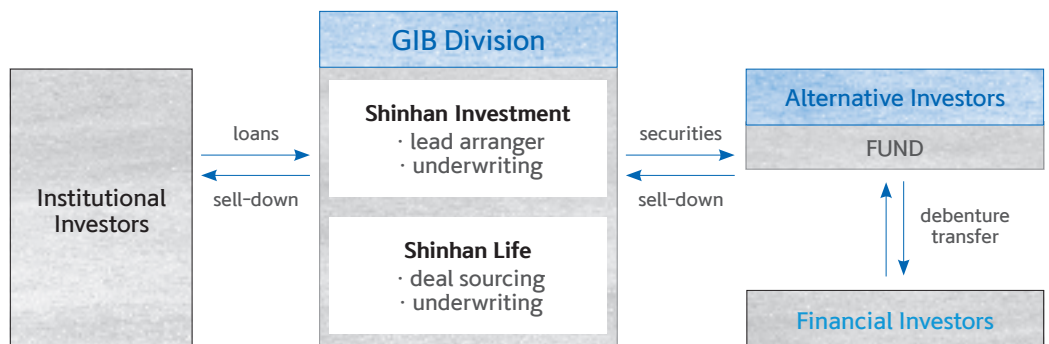 GIB Division
Institutional
Investors
loans
sell-down
Shinhan Investment
· lead arranger
· underwriting
Shinhan Life
· deal sourcing
· underwriting
securities
sell-down
Alternative Investors
FUND
debenture
transfer
Financial Investors